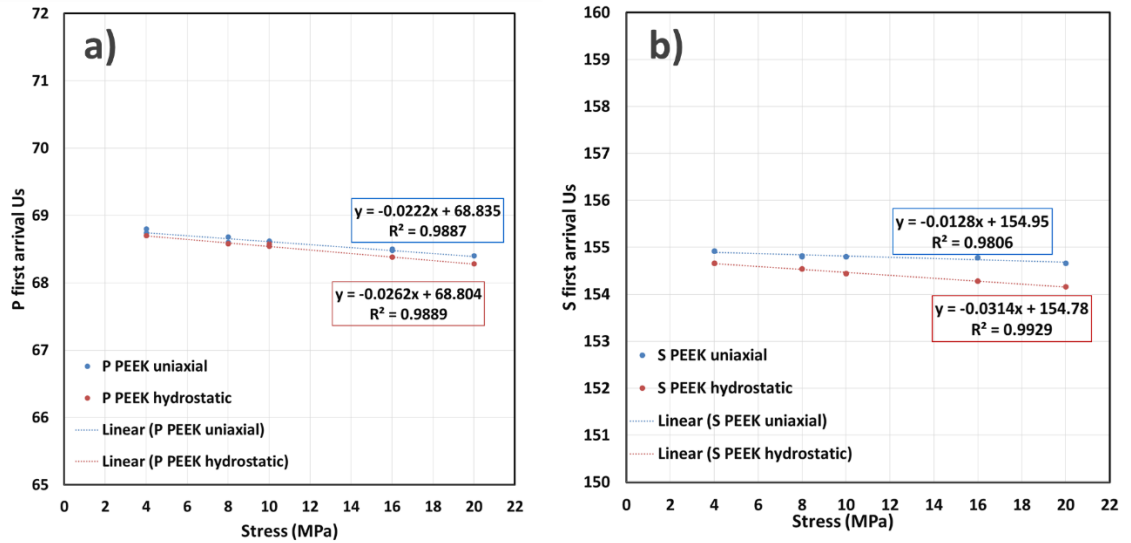 a)
P first arrival Us
72
71
70
69
68
67
66
65
y = -0.0222x + 68.835
R² = 0.9887
y = -0.0262x + 68.804
R² = 0.9889
P PEEK uniaxial
P PEEK hydrostatic
Linear (P PEEK uniaxial)
Linear (P PEEK hydrostatic)
0 2 4 6 8 10 12 14 16 18 20 22
Stress (MPa)
b)
S first arrival Us
160
159
158
157
156
155
154
153
152
151
150
y = -0.0128x + 154.95
R² = 0.9806
y = -0.0314x + 154.78
R² = 0.9929
S PEEK uniaxial
S PEEK hydrostatic
Linear (S PEEK uniaxial)
Linear (S PEEK hydrostatic)
0 2 4 6 8 10 12 14 16 18 20 22
Stress (MPa)